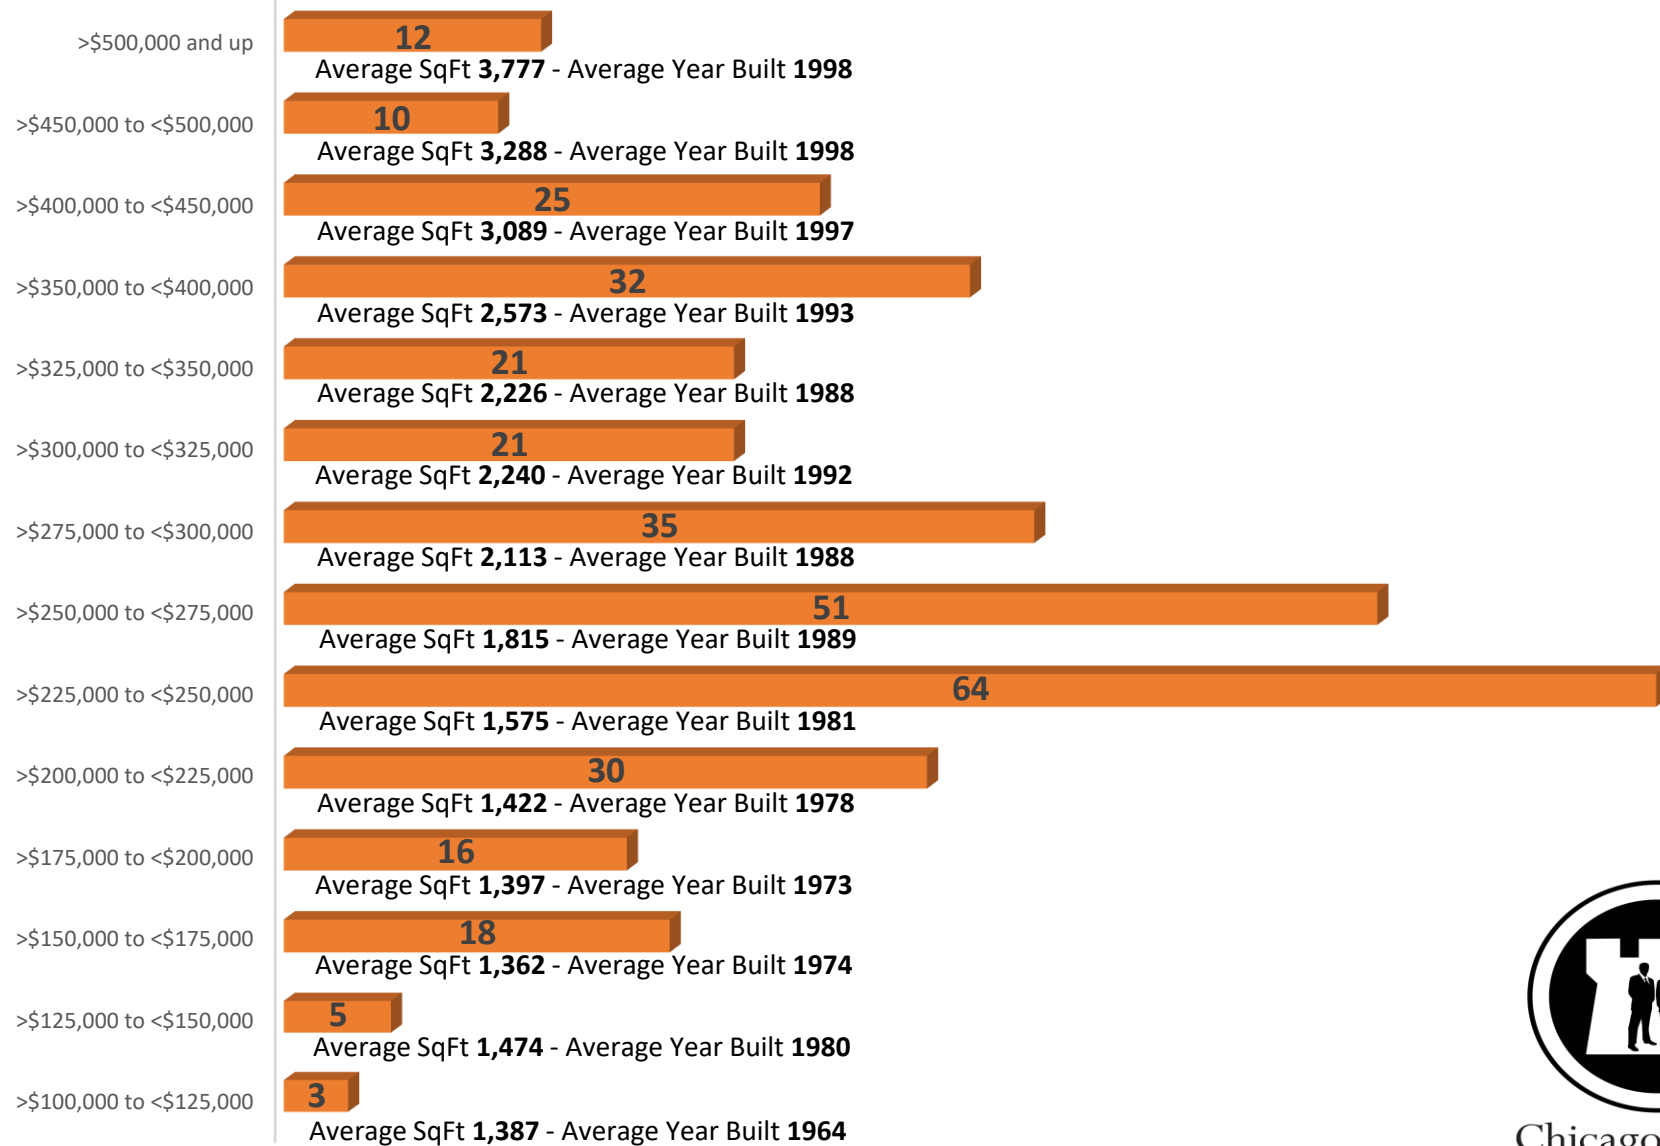 >$500,000 and up
12
Average SqFt 3,777 - Average Year Built 1998
>$450,000 to <$500,000
10
Average SqFt 3,288 - Average Year Built 1998
>$400,000 to <$450,000
25
Average SqFt 3,089 - Average Year Built 1997
>$350,000 to <$400,000
32
Average SqFt 2,573 - Average Year Built 1993
>$325,000 to <$350,000
21
Average SqFt 2,226 - Average Year Built 1988
>$300,000 to <$325,000
21
Average SqFt 2,240 - Average Year Built 1992
>$275,000 to <$300,000
35
Average SqFt 2,113 - Average Year Built 1988
>$250,000 to <$275,000
51
Average SqFt 1,815 - Average Year Built 1989
>$225,000 to <$250,000
64
Average SqFt 1,575 - Average Year Built 1981
>$200,000 to <$225,000
30
Average SqFt 1,422 - Average Year Built 1978
>$175,000 to <$200,000
16
Average SqFt 1,397 - Average Year Built 1973
>$150,000 to <$175,000
18
Average SqFt 1,362 - Average Year Built 1974
>$125,000 to <$150,000
5
Average SqFt 1,474 - Average Year Built 1980
>$100,000 to <$125,000
3
Average SqFt 1,387 - Average Year Built 1964
Chicago